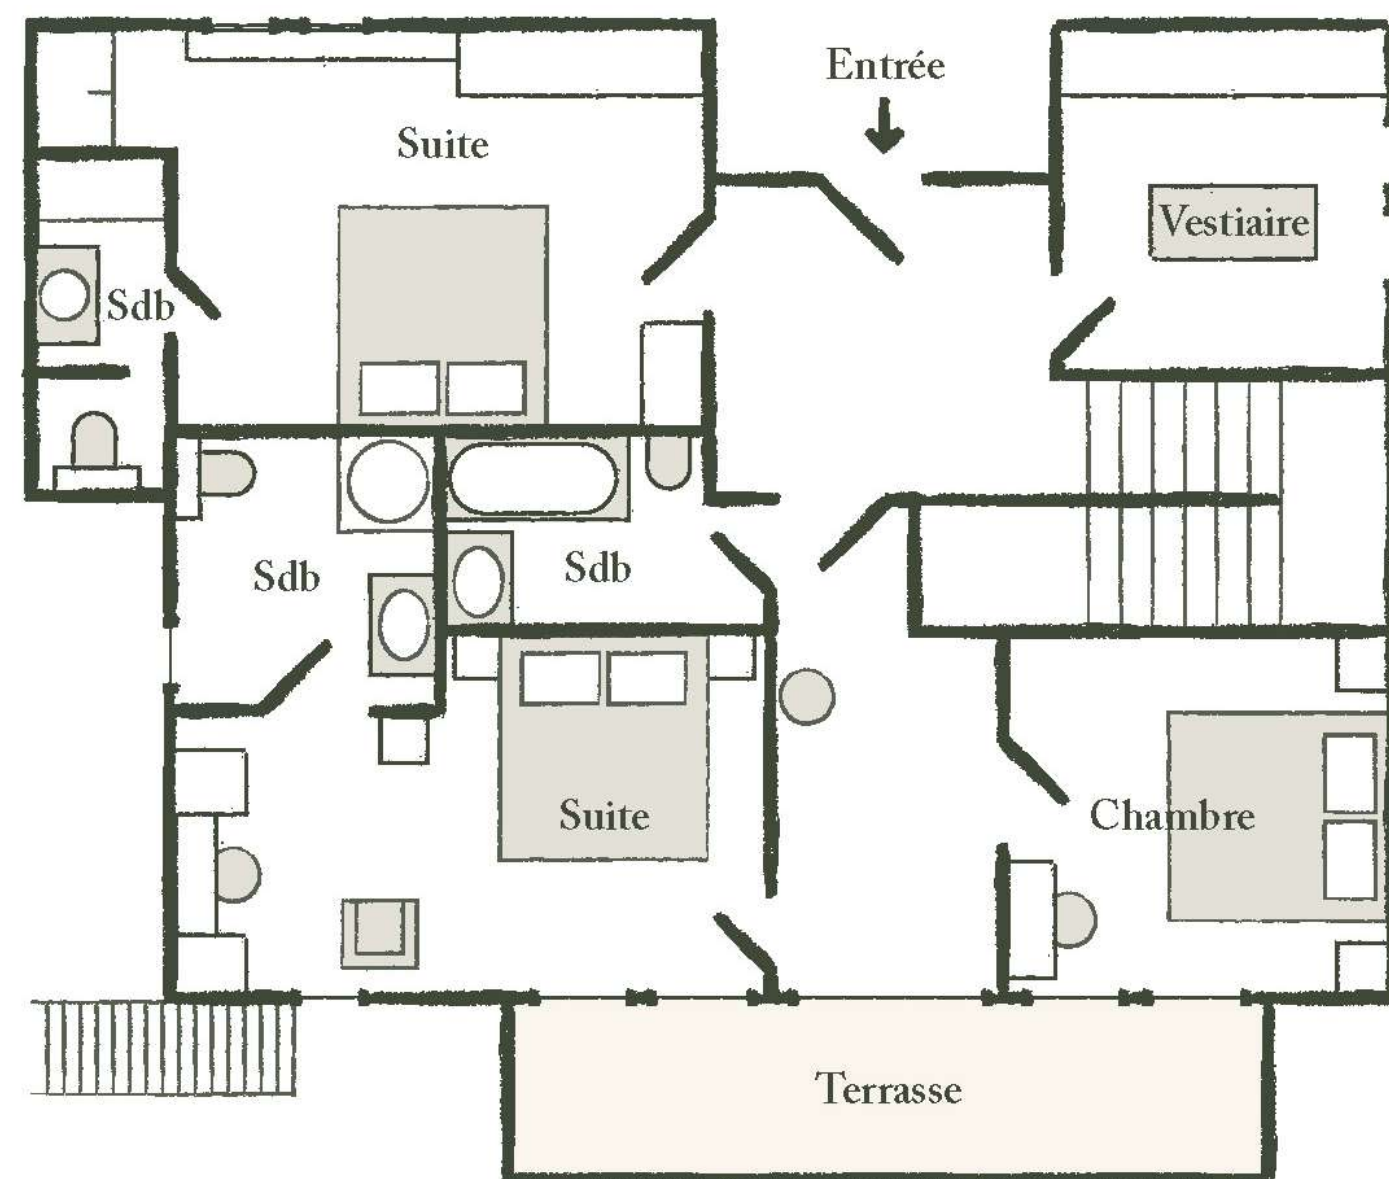 Entrée
Suite
Vestiaire
Sdb
Sdb
Sdb
Suite
Chambre
Terrasse